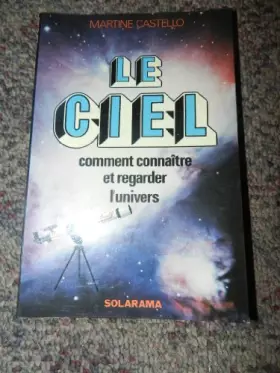 MARTINE CASTELLO
LE
CIEL
comment connaître
et regarder
l'univers
SOLARAMA